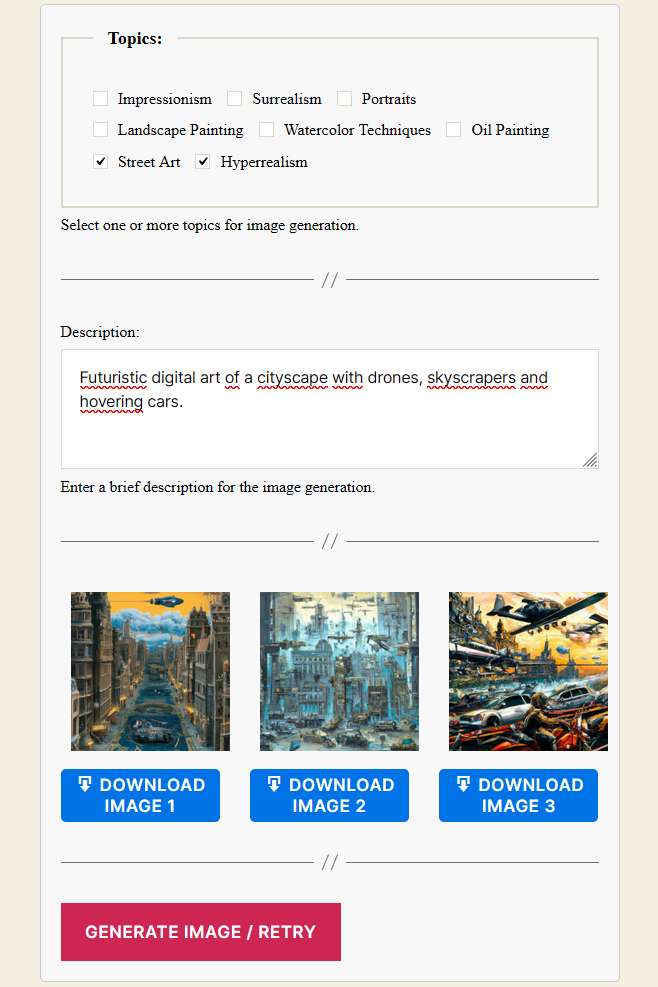 Topics:
Impressionism Surrealism Portraits
Landscape Painting Watercolor Techniques Oil Painting
Street Art Hyperrealism
Select one or more topics for image generation.
//
Description:
Futuristic digital art of a cityscape with drones, skyscrapers and
hovering cars.
Enter a brief description for the image generation.
//
DOWNLOAD
IMAGE 1
DOWNLOAD
IMAGE 2
DOWNLOAD
IMAGE 3
//
GENERATE IMAGE / RETRY